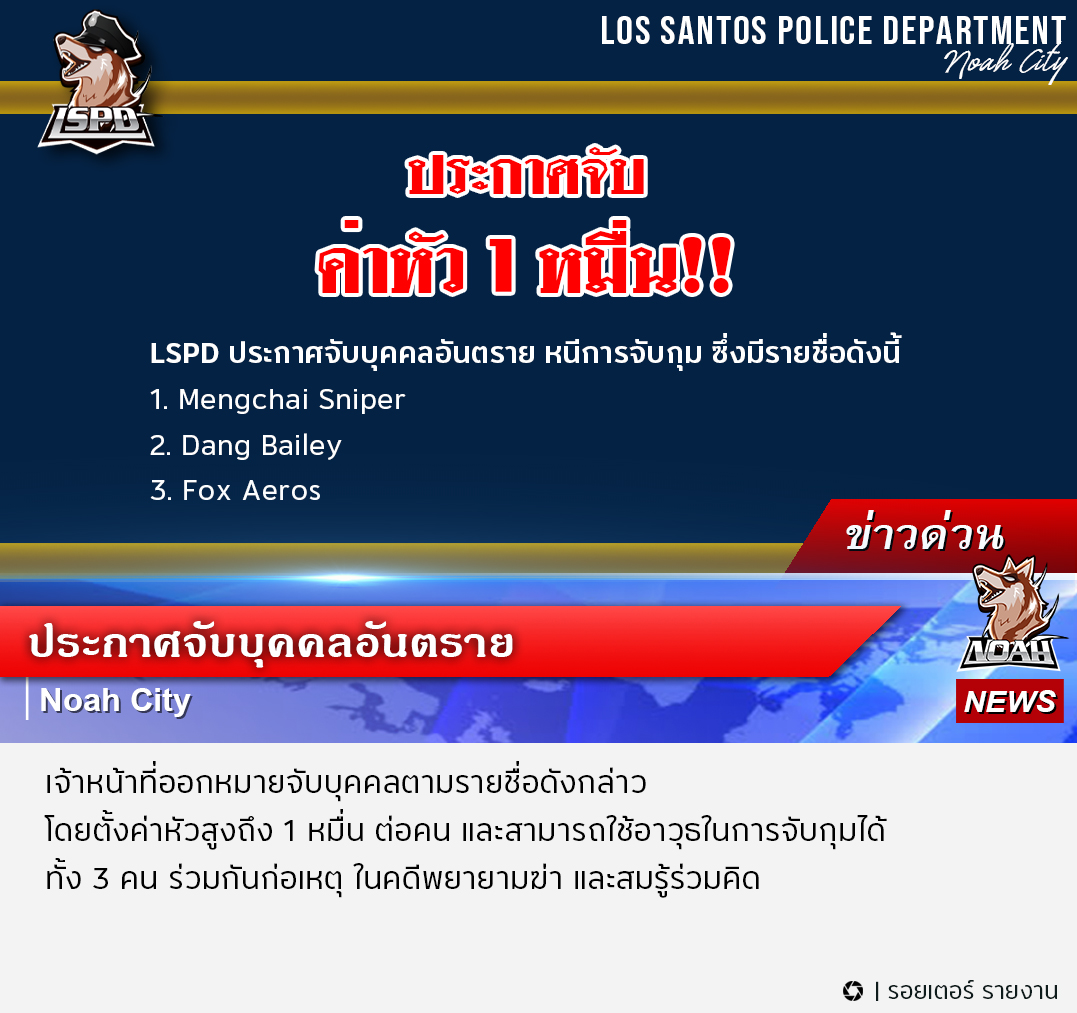 LOS SANTOS POLICE DEPARTMENT
Noah City
LSPD
ประกาศจับ
ค่าหัว 1 หมื่น!!
LSPD ประกาศจับบุคคลอันตราย หนีการจับกุม ซึ่งมีรายชื่อดังนี้
1. Mengchai Sniper
2. Dang Bailey
3. Fox Aeros
ข่าวด่วน
ประกาศจับบุคคลอันตราย
NOAH
Noah City
NEWS
เจ้าหน้าที่ออกหมายจับบุคคลตามรายชื่อดังกล่าว
โดยตั้งค่าหัวสูงถึง 1 หมื่น ต่อคน และสามารถใช้อาวุธในการจับกุมได้
ทั้ง 3 คน ร่วมกันก่อเหตุ ในคดีพยายามฆ่า และสมรู้ร่วมคิด
| รอยเตอร์ รายงาน